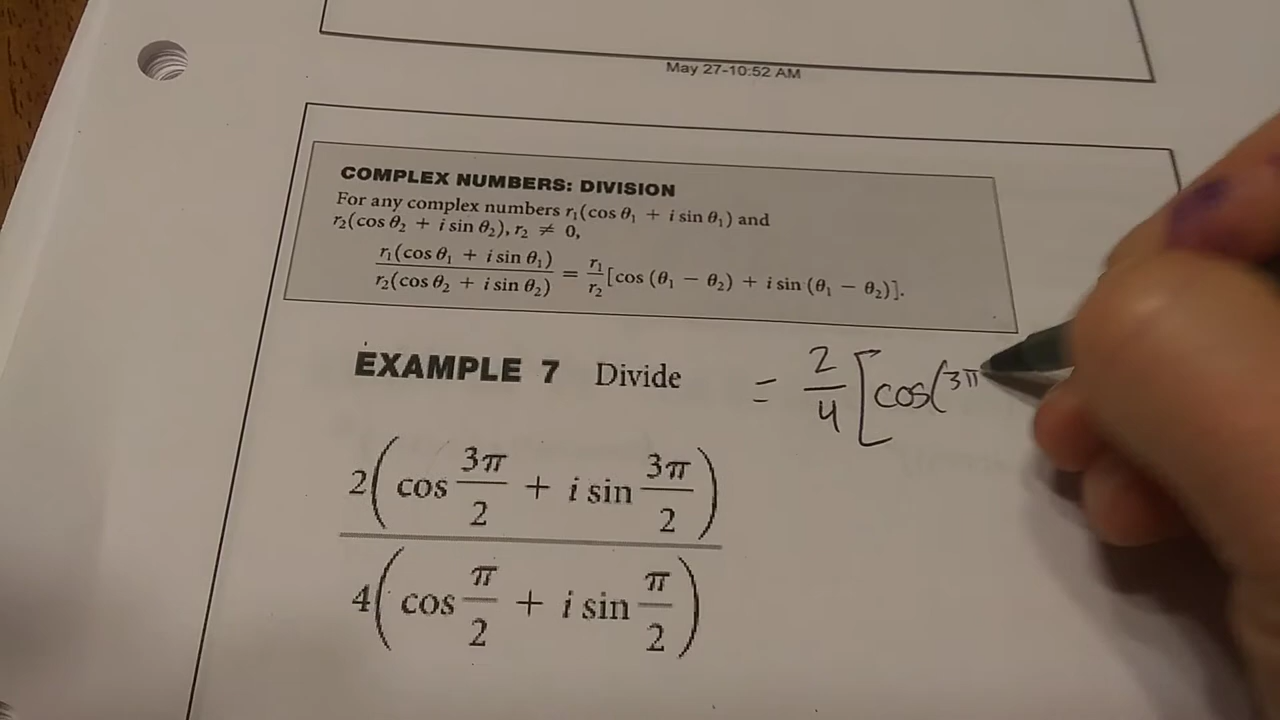 May 27-10:52 AM
COMPLEX NUMBERS: DIVISION
For any complex numbers r₁(cos θ₁ + i sin θ₁) and
r₂(cos θ₂ + i sin θ₂), r₂ ≠ 0,
r₁(cos θ₁ + i sin θ₁) / r₂(cos θ₂ + i sin θ₂) = r₁/r₂ [cos (θ₁ − θ₂) + i sin (θ₁ − θ₂)].
EXAMPLE 7 Divide = 2/4 [cos(3π
2(cos 3π/2 + i sin 3π/2)
4(cos π/2 + i sin π/2)